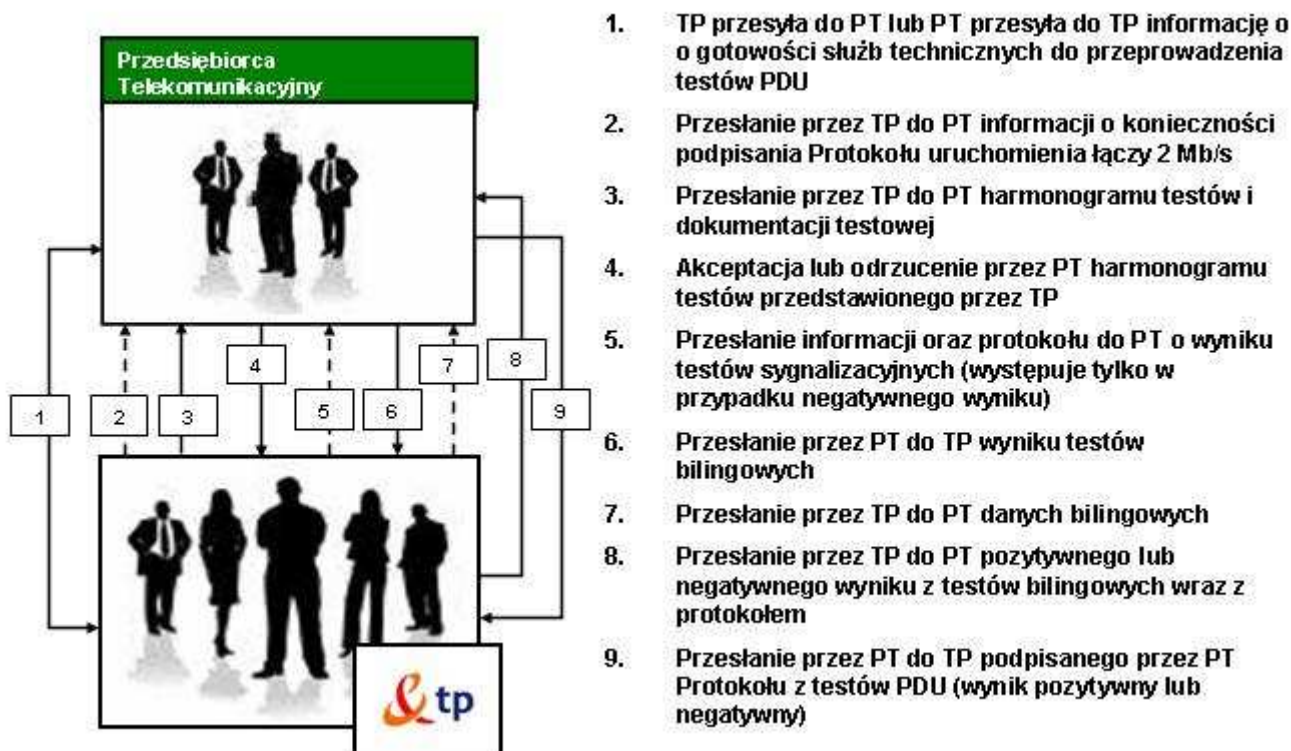 Przedsiębiorca
Telekomunikacyjny
1
2
3
4
5
6
7
8
9
tp
1. TP przesyła do PT lub PT przesyła do TP informację o
o gotowości służb technicznych do przeprowadzenia
testów PDU
2. Przesłanie przez TP do PT informacji o konieczności
podpisania Protokołu uruchomienia łączy 2 Mb/s
3. Przesłanie przez TP do PT harmonogramu testów i
dokumentacji testowej
4. Akceptacja lub odrzucenie przez PT harmonogramu
testów przedstawionego przez TP
5. Przesłanie informacji oraz protokołu do PT o wyniku
testów sygnalizacyjnych (występuje tylko w
przypadku negatywnego wyniku)
6. Przesłanie przez PT do TP wyniku testów
bilingowych
7. Przesłanie przez TP do PT danych bilingowych
8. Przesłanie przez TP do PT pozytywnego lub
negatywnego wyniku z testów bilingowych wraz z
protokołem
9. Przesłanie przez PT do TP podpisanego przez PT
Protokołu z testów PDU (wynik pozytywny lub
negatywny)